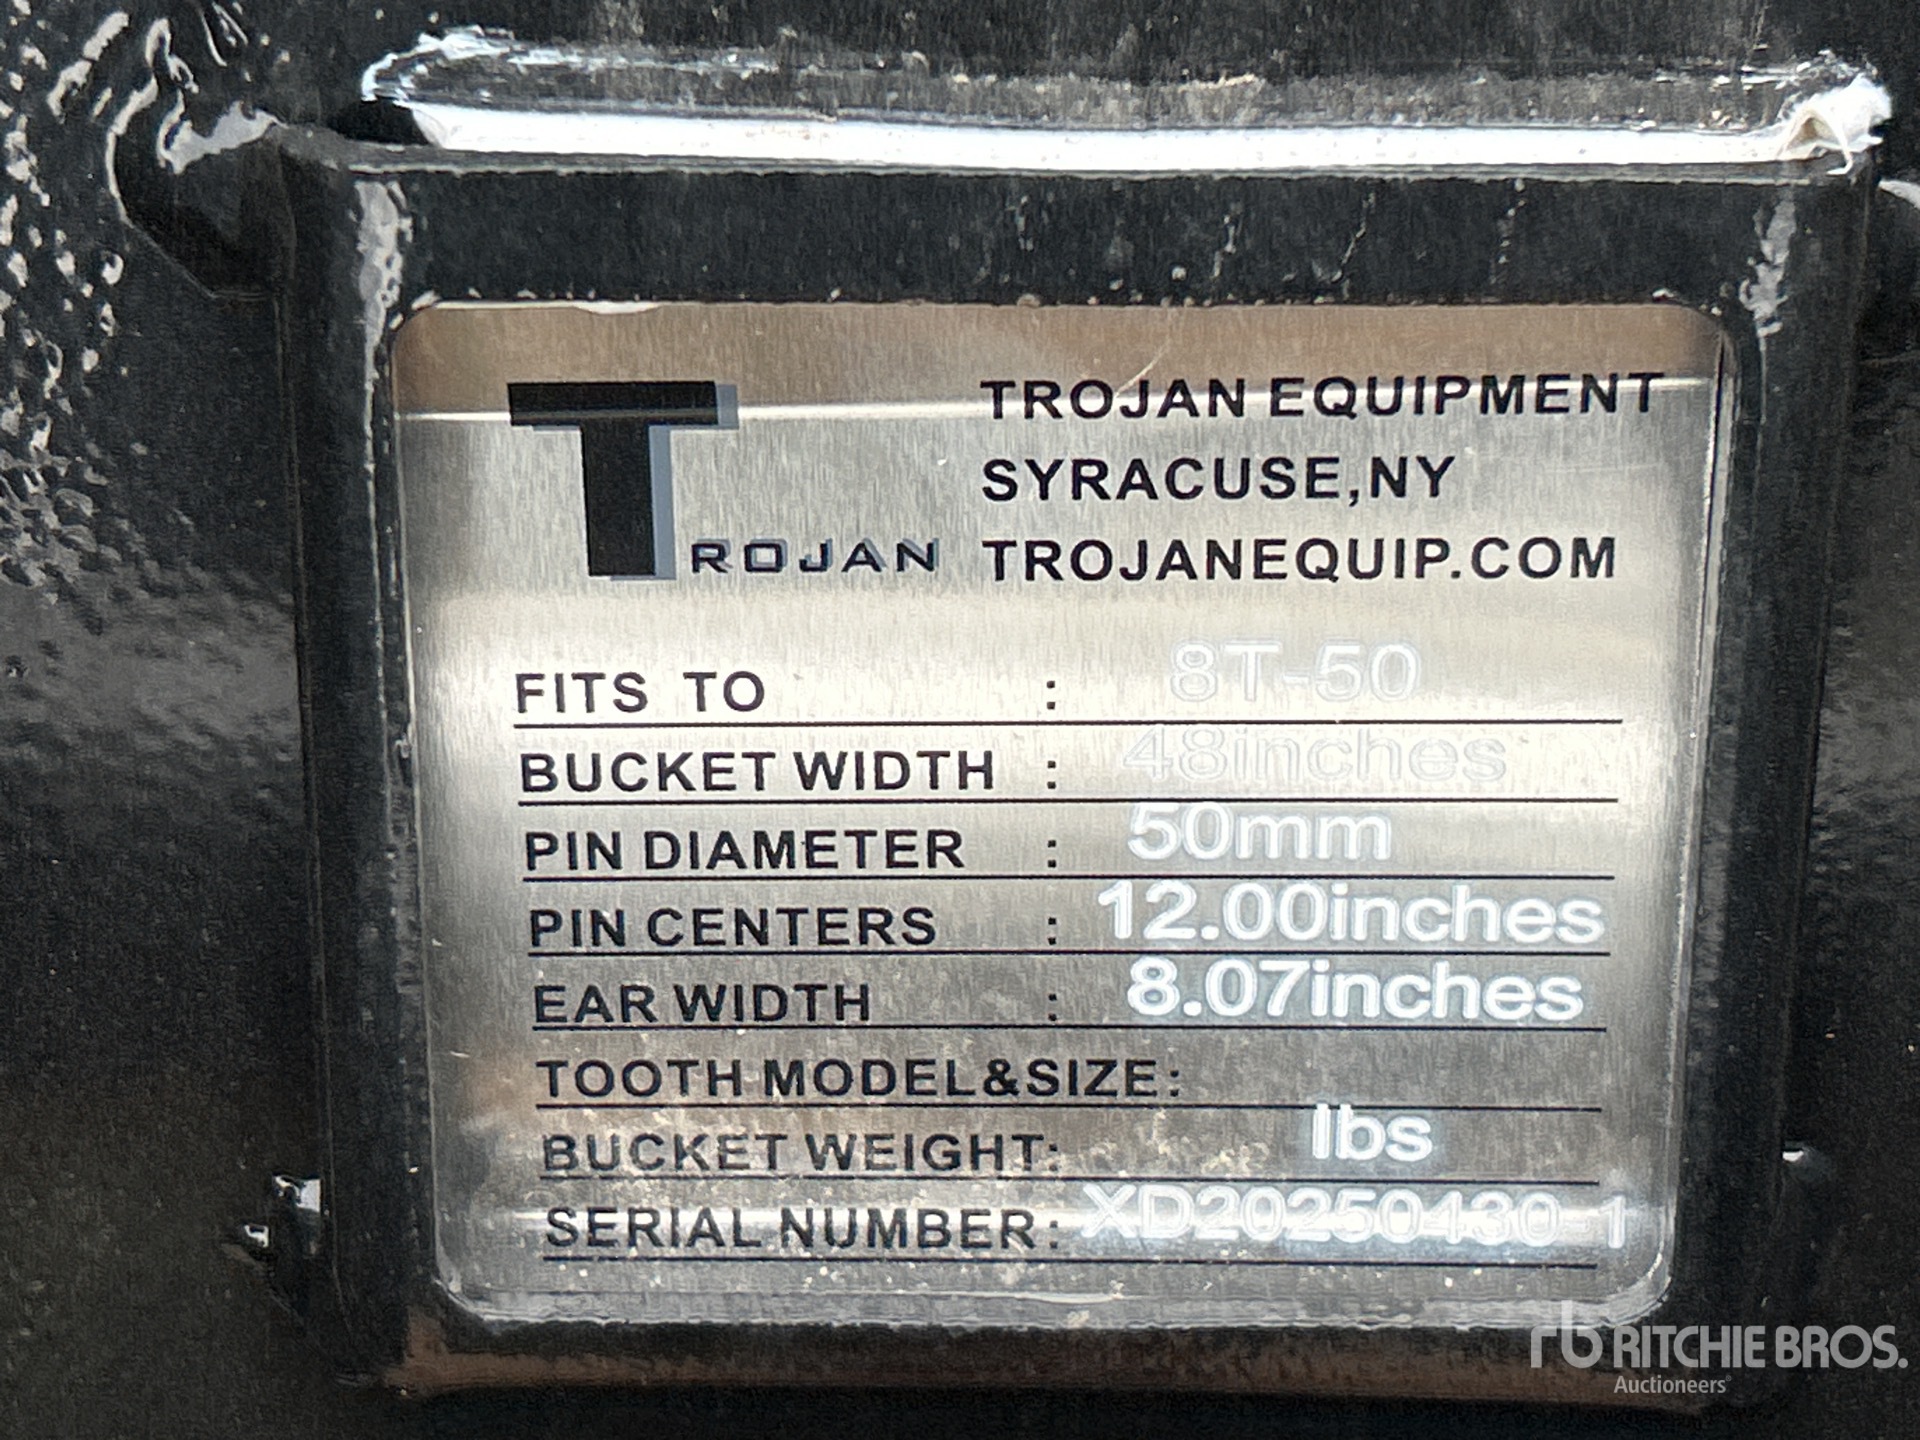 TROJAN
TROJAN EQUIPMENT
SYRACUSE,NY
TROJANEQUIP.COM
FITS TO : 8T-50
BUCKET WIDTH : 48inches
PIN DIAMETER : 50mm
PIN CENTERS : 12.00inches
EAR WIDTH : 8.07inches
TOOTH MODEL&SIZE:
BUCKET WEIGHT: lbs
SERIAL NUMBER: XD20250430-1
rb RITCHIE BROS.
Auctioneers